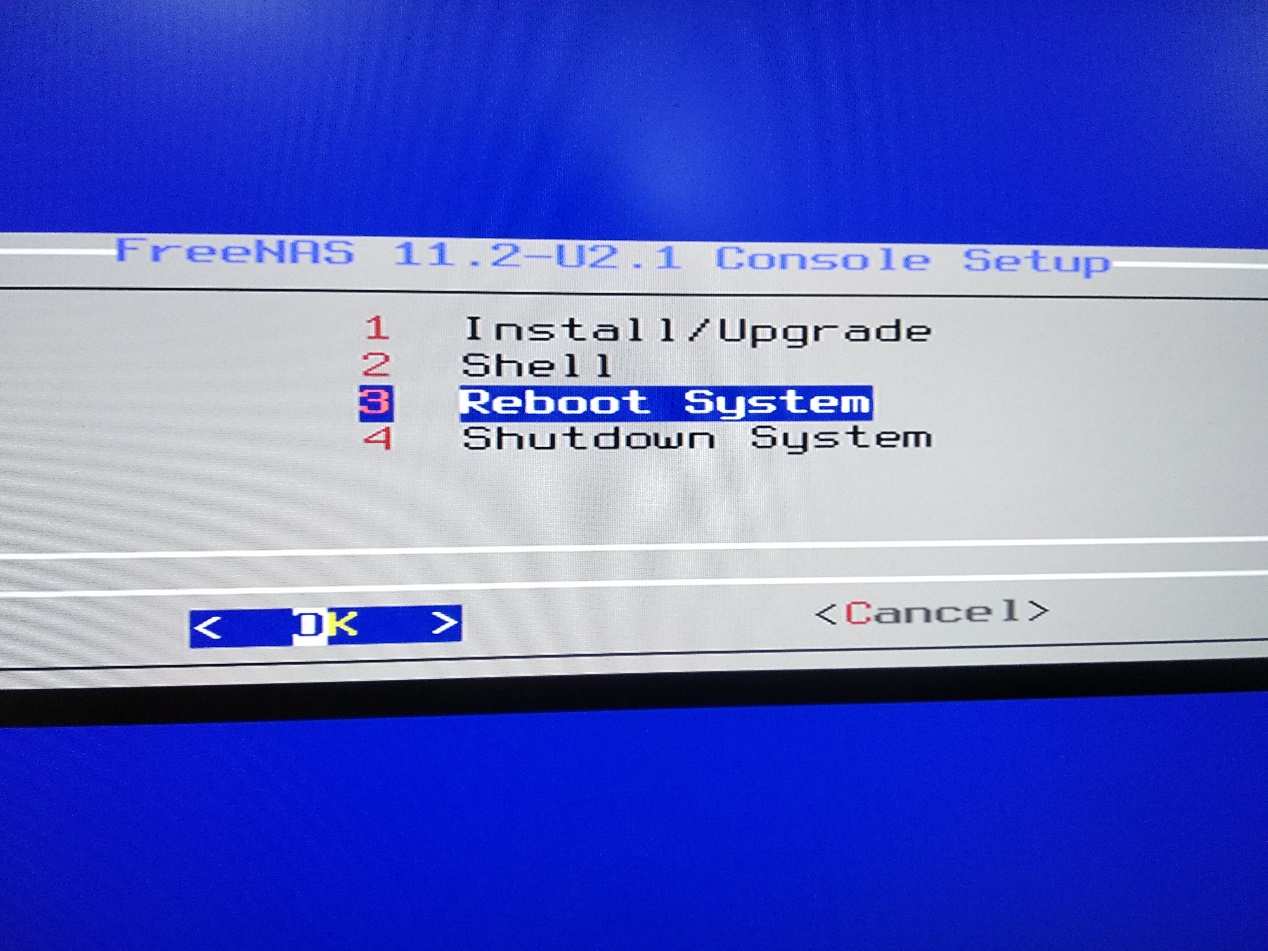 FreeNAS 11.2-U2.1 Console Setup
1 Install/Upgrade
2 Shell
3 Reboot System
4 Shutdown System
< OK > <Cancel>